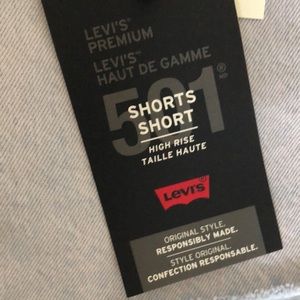 LEVI'S®
PREMIUM
LEVI'S™
HAUT DE GAMME
501®
SHORTS
SHORT
HIGH RISE
TAILLE HAUTE
Levi's
ORIGINAL STYLE.
RESPONSIBLY MADE.
STYLE ORIGINAL.
CONFECTION RESPONSABLE.